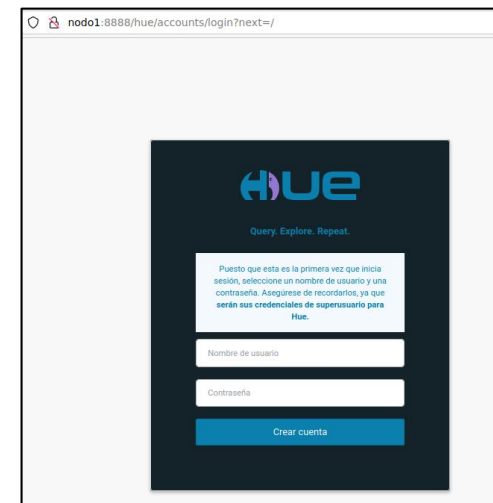 nodo1:8888/hue/accounts/login?next=/
HUE
Query. Explore. Repeat.
Puesto que esta es la primera vez que inicia
sesión, seleccione un nombre de usuario y una
contraseña. Asegúrese de recordarlos, ya que
serán sus credenciales de superusuario para
Hue.
Nombre de usuario
Contraseña
Crear cuenta